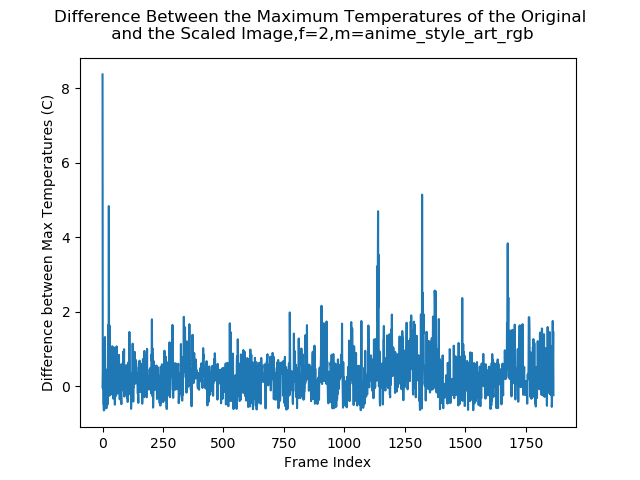 Difference Between the Maximum Temperatures of the Original
and the Scaled Image,f=2,m=anime_style_art_rgb
Difference between Max Temperatures (C)
8
6
4
2
0
0 250 500 750 1000 1250 1500 1750
Frame Index